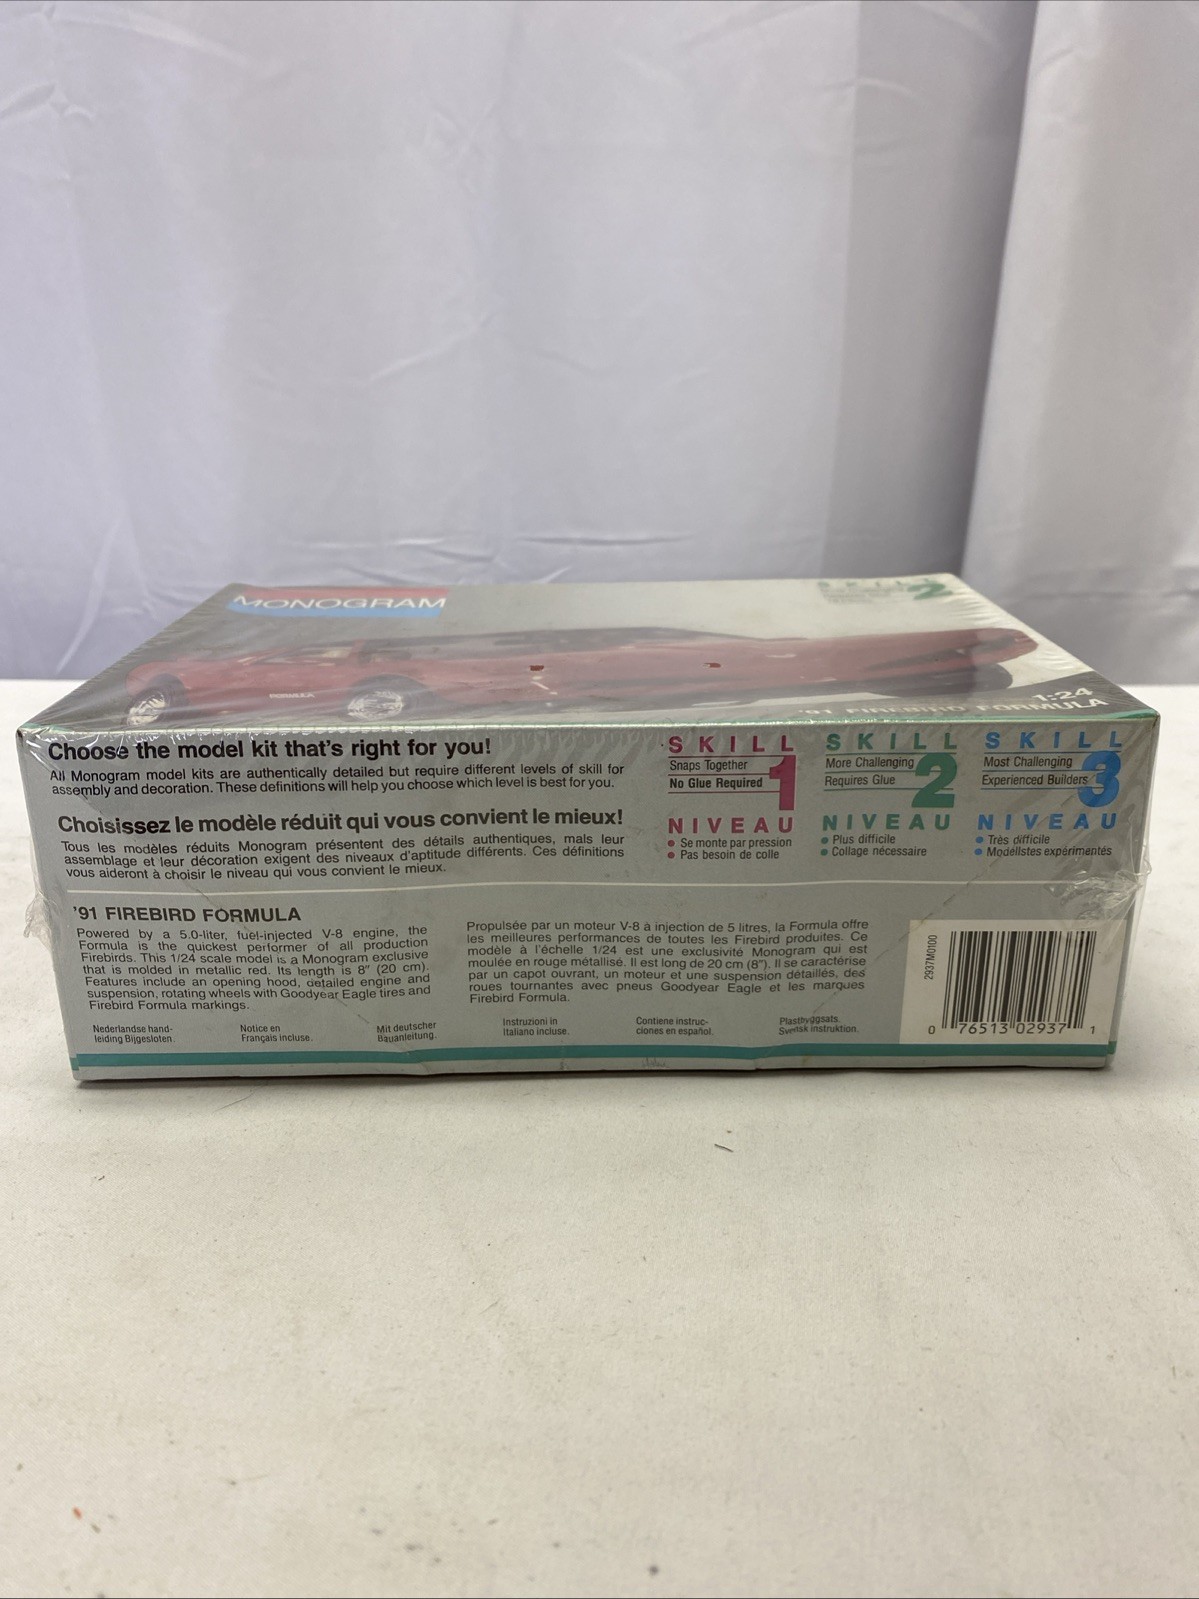 MONOGRAM
SKILL
2
FORMULA
1:24
'91 FIREBIRD FORMULA
Choose the model kit that's right for you!
All Monogram model kits are authentically detailed but require different levels of skill for
assembly and decoration. These definitions will help you choose which level is best for you.
Choisissez le modèle réduit qui vous convient le mieux!
Tous les modèles réduits Monogram présentent des détails authentiques, mais leur
assemblage et leur décoration exigent des niveaux d'aptitude différents. Ces définitions
vous aideront à choisir le niveau qui vous convient le mieux.
SKILL
Snaps Together
No Glue Required
1
NIVEAU
• Se monte par pression
• Pas besoin de colle
SKILL
More Challenging
Requires Glue
2
NIVEAU
• Plus difficile
• Collage nécessaire
SKILL
Most Challenging
Experienced Builders
3
NIVEAU
• Très difficile
• Modélistes expérimentés
'91 FIREBIRD FORMULA
Powered by a 5.0-liter, fuel-injected V-8 engine, the
Formula is the quickest performer of all production
Firebirds. This 1/24 scale model is a Monogram exclusive
that is molded in metallic red. Its length is 8" (20 cm).
Features include an opening hood, detailed engine and
suspension, rotating wheels with Goodyear Eagle tires and
Firebird Formula markings.
Propulsée par un moteur V-8 à injection de 5 litres, la Formula offre
les meilleures performances de toutes les Firebird produites. Ce
modèle à l'échelle 1/24 est une exclusivité Monogram qui est
moulée en rouge métallisé. Il est long de 20 cm (8"). Il se caractérise
par un capot ouvrant, un moteur et une suspension détaillés, des
roues tournantes avec pneus Goodyear Eagle et les marques
Firebird Formula.
Nederlandse hand-
leiding Bijgesloten.
Notice en
Français incluse.
Mit deutscher
Bauanleitung.
Instruzioni in
Italiano incluse.
Contiene instruc-
ciones en español.
Plastbyggsats.
Svensk instruktion.
2937M0100
0 76513 02937 1